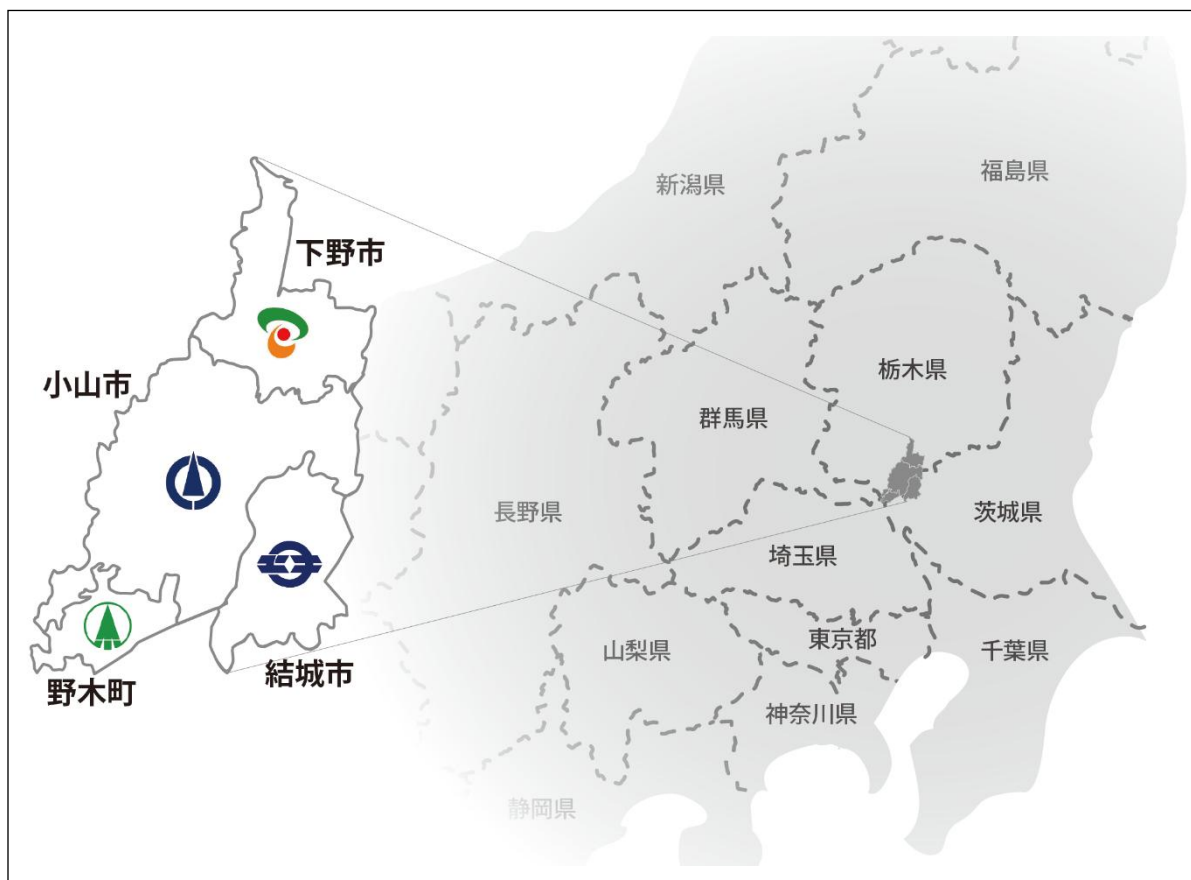 新潟県
福島県
下野市
小山市
栃木県
群馬県
長野県
茨城県
埼玉県
野木町
結城市
山梨県
東京都
千葉県
神奈川県
静岡県